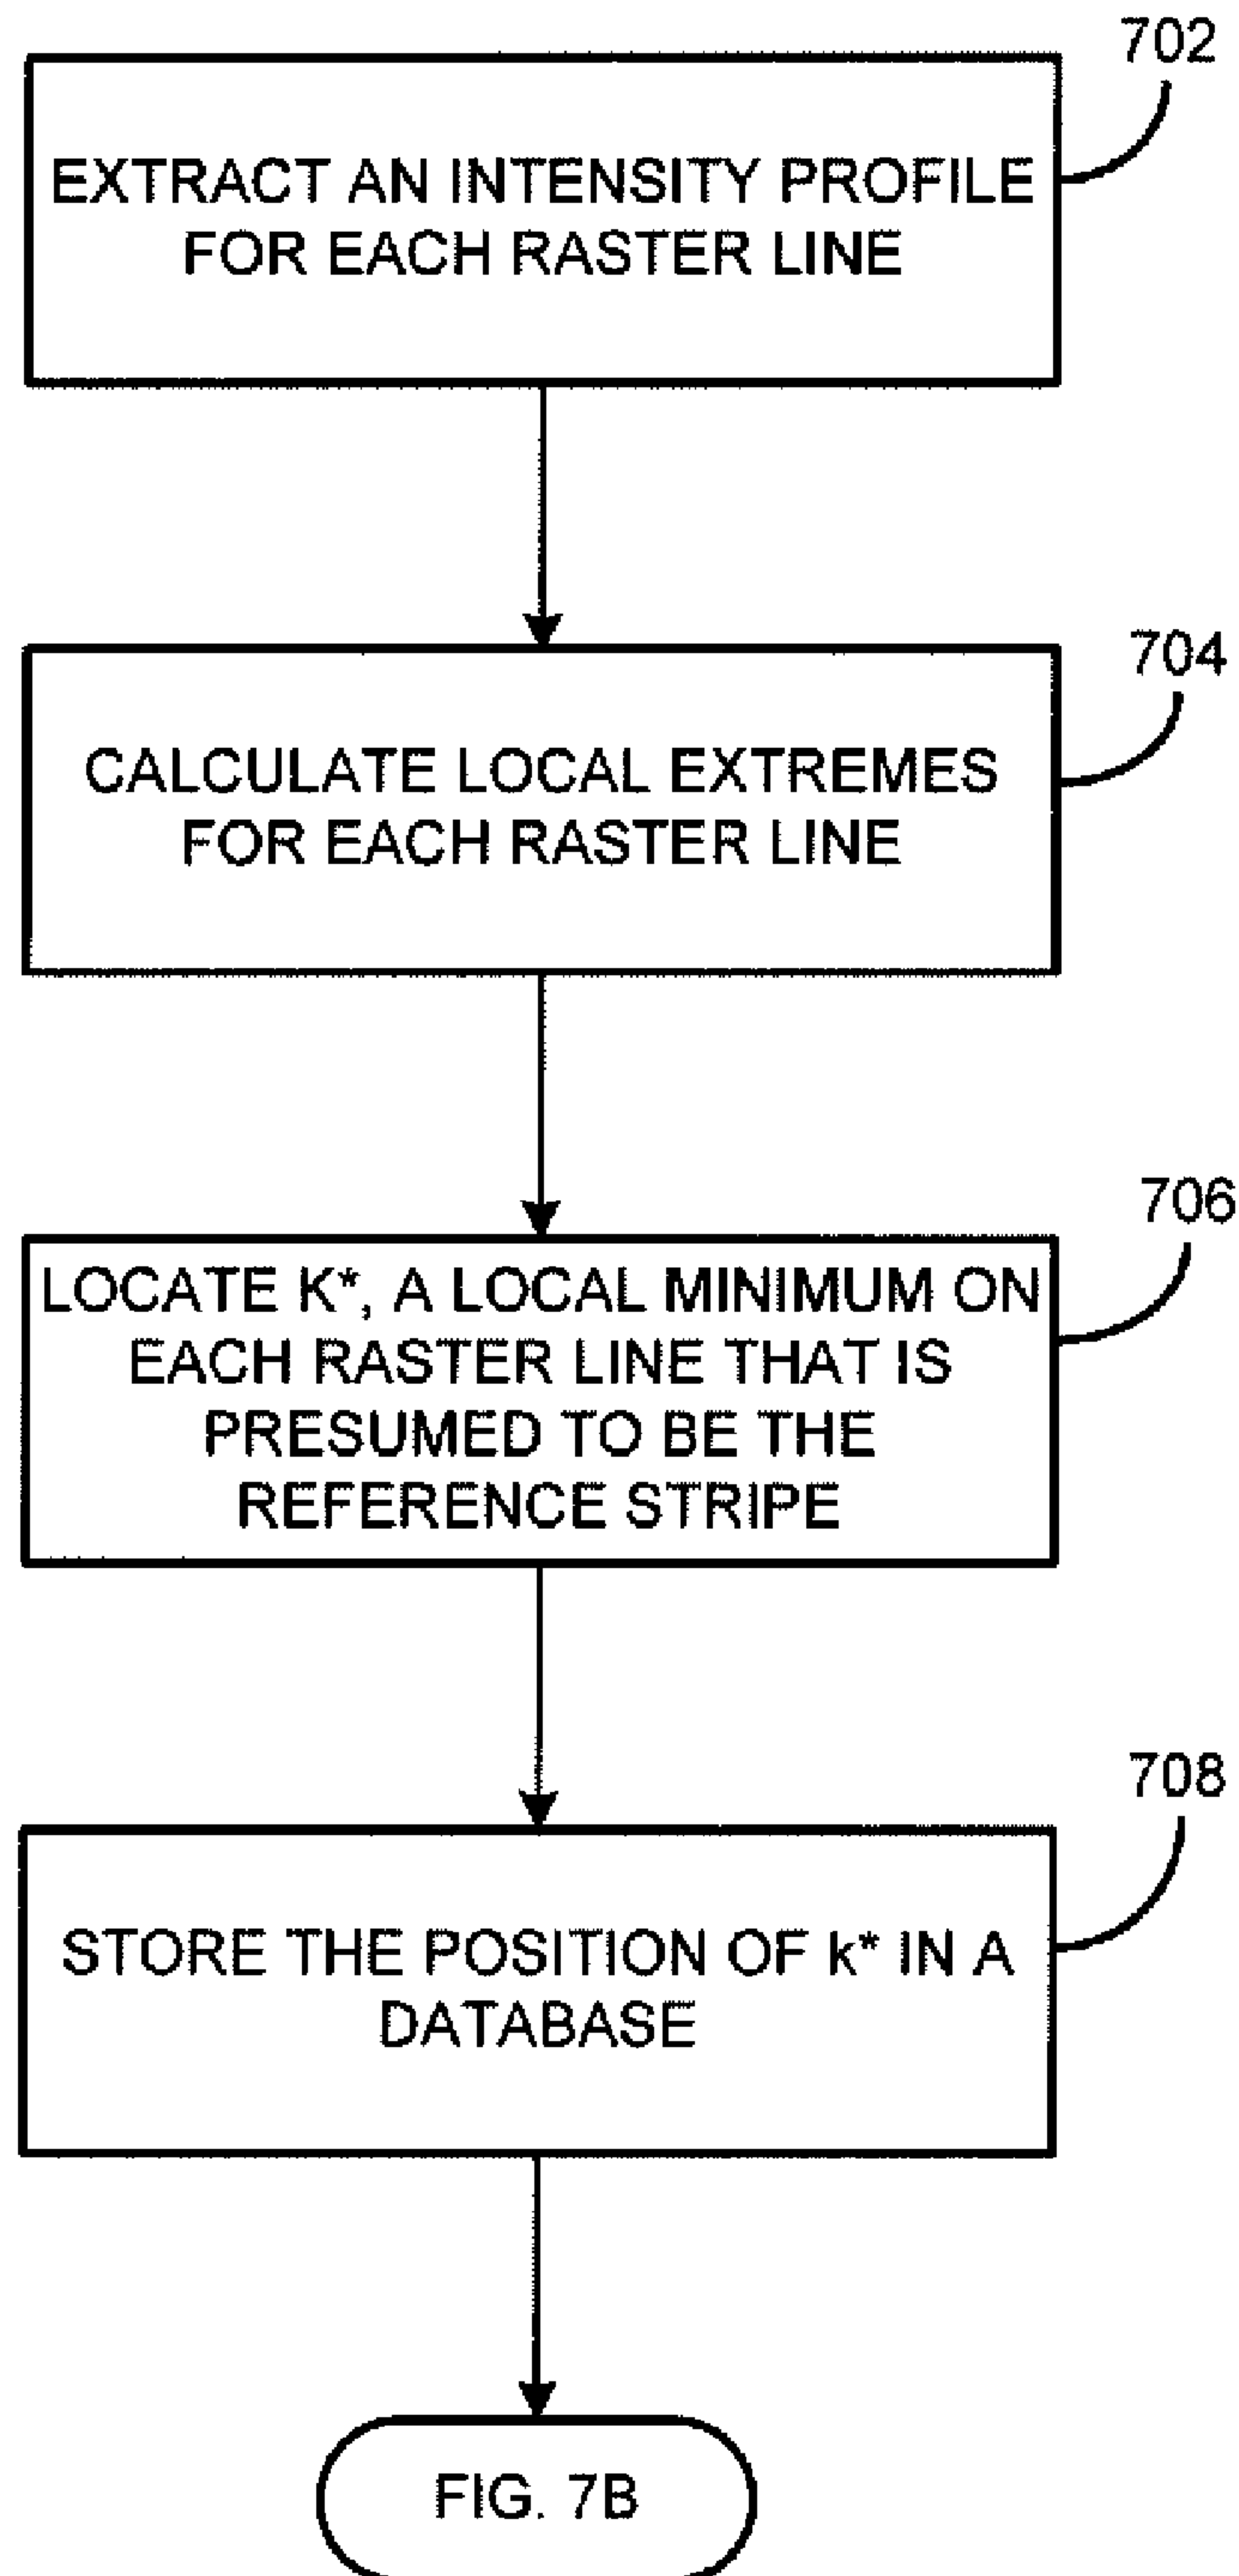 702
EXTRACT AN INTENSITY PROFILE
FOR EACH RASTER LINE
704
CALCULATE LOCAL EXTREMES
FOR EACH RASTER LINE
706
LOCATE K*, A LOCAL MINIMUM ON
EACH RASTER LINE THAT IS
PRESUMED TO BE THE
REFERENCE STRIPE
708
STORE THE POSITION OF k* IN A
DATABASE
FIG. 7B